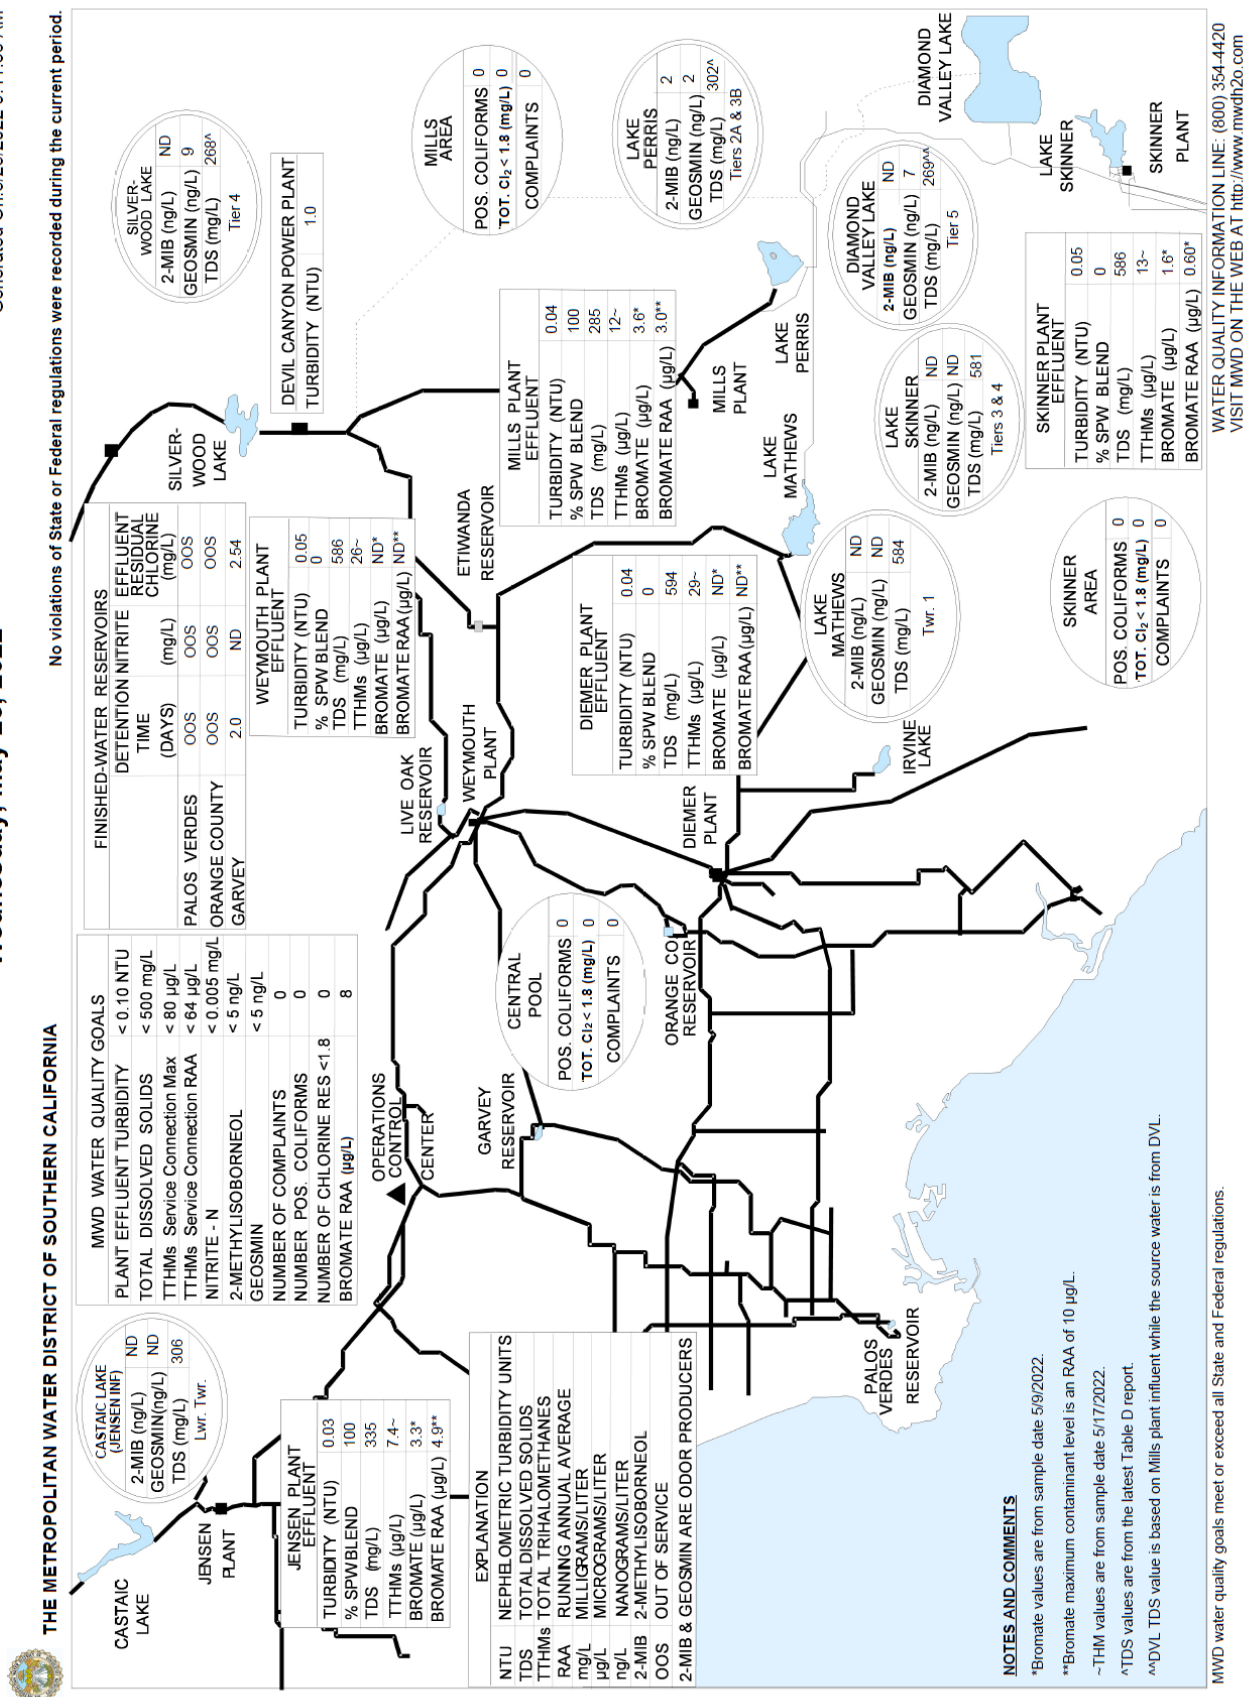 THE METROPOLITAN WATER DISTRICT OF SOUTHERN CALIFORNIA
No violations of State or Federal regulations were recorded during the current period.
CASTAIC LAKE
(JENSEN INF)
2-MIB (ng/L) ND
GEOSMIN(ng/L) ND
TDS (mg/L) 306
Lwr. Twr.
MWD WATER QUALITY GOALS
PLANT EFFLUENT TURBIDITY < 0.10 NTU
TOTAL DISSOLVED SOLIDS < 500 mg/L
TTHMs Service Connection Max < 80 µg/L
TTHMs Service Connection RAA < 64 µg/L
NITRITE - N < 0.005 mg/L
2-METHYLISOBORNEOL < 5 ng/L
GEOSMIN < 5 ng/L
NUMBER OF COMPLAINTS 0
NUMBER POS. COLIFORMS 0
NUMBER OF CHLORINE RES <1.8 0
BROMATE RAA (µg/L) 8
FINISHED-WATER RESERVOIRS
DETENTION TIME (DAYS) NITRITE (mg/L) EFFLUENT RESIDUAL CHLORINE (mg/L)
PALOS VERDES OOS OOS OOS
ORANGE COUNTY OOS OOS OOS
GARVEY 2.0 ND 2.54
SILVER-
WOOD LAKE
2-MIB (ng/L) ND
GEOSMIN (ng/L) 9
TDS (mg/L) 268^
Tier 4
SILVER-
WOOD
LAKE
DEVIL CANYON POWER PLANT
TURBIDITY (NTU) 1.0
CASTAIC
LAKE
JENSEN
PLANT
JENSEN PLANT
EFFLUENT
TURBIDITY (NTU) 0.03
% SPWBLEND 100
TDS (mg/L) 335
TTHMs (µg/L) 7.4~
BROMATE (µg/L) 3.3*
BROMATE RAA (µg/L) 4.9**
OPERATIONS
CONTROL
CENTER
LIVE OAK
RESERVOIR
WEYMOUTH
PLANT
WEYMOUTH PLANT
EFFLUENT
TURBIDITY (NTU) 0.05
% SPW BLEND 0
TDS (mg/L) 586
TTHMs (µg/L) 26~
BROMATE (µg/L) ND*
BROMATE RAA (µg/L) ND**
ETIWANDA
RESERVOIR
MILLS
AREA
POS. COLIFORMS 0
TOT. Cl₂ < 1.8 (mg/L) 0
COMPLAINTS 0
MILLS PLANT
EFFLUENT
TURBIDITY (NTU) 0.04
% SPW BLEND 100
TDS (mg/L) 285
TTHMs (µg/L) 12~
BROMATE (µg/L) 3.6*
BROMATE RAA (µg/L) 3.0**
EXPLANATION
NTU NEPHELOMETRIC TURBIDITY UNITS
TDS TOTAL DISSOLVED SOLIDS
TTHMs TOTAL TRIHALOMETHANES
RAA RUNNING ANNUAL AVERAGE
mg/L MILLIGRAMS/LITER
µg/L MICROGRAMS/LITER
ng/L NANOGRAMS/LITER
2-MIB 2-METHYLISOBORNEOL
OOS OUT OF SERVICE
2-MIB & GEOSMIN ARE ODOR PRODUCERS
GARVEY
RESERVOIR
CENTRAL
POOL
POS. COLIFORMS 0
TOT. Cl₂ < 1.8 (mg/L) 0
COMPLAINTS 0
ORANGE CO
RESERVOIR
DIEMER
PLANT
DIEMER PLANT
EFFLUENT
TURBIDITY (NTU) 0.04
% SPW BLEND 0
TDS (mg/L) 594
TTHMs (µg/L) 29~
BROMATE (µg/L) ND*
BROMATE RAA (µg/L) ND**
MILLS
PLANT
LAKE
PERRIS
LAKE
MATHEWS
LAKE
PERRIS
2-MIB (ng/L) 2
GEOSMIN (ng/L) 2
TDS (mg/L) 302^
Tiers 2A & 3B
DIAMOND
VALLEY LAKE
2-MIB (ng/L) ND
GEOSMIN (ng/L) 7
TDS (mg/L) 269^^
Tier 5
LAKE
MATHEWS
2-MIB (ng/L) ND
GEOSMIN (ng/L) ND
TDS (mg/L) 584
Twr. 1
LAKE
SKINNER
2-MIB (ng/L) ND
GEOSMIN (ng/L) ND
TDS (mg/L) 581
Tiers 3 & 4
DIAMOND
VALLEY LAKE
LAKE
SKINNER
SKINNER
PLANT
IRVINE
LAKE
PALOS
VERDES
RESERVOIR
SKINNER PLANT
EFFLUENT
TURBIDITY (NTU) 0.05
% SPW BLEND 0
TDS (mg/L) 586
TTHMs (µg/L) 13~
BROMATE (µg/L) 1.6*
BROMATE RAA (µg/L) 0.60*
SKINNER
AREA
POS. COLIFORMS 0
TOT. Cl₂ < 1.8 (mg/L) 0
COMPLAINTS 0
NOTES AND COMMENTS
*Bromate values are from sample date 5/9/2022.
**Bromate maximum contaminant level is an RAA of 10 µg/L.
~THM values are from sample date 5/17/2022.
^TDS values are from the latest Table D report.
^^DVL TDS value is based on Mills plant influent while the source water is from DVL.
MWD water quality goals meet or exceed all State and Federal regulations.
WATER QUALITY INFORMATION LINE: (800) 354-4420
VISIT MWD ON THE WEB AT http://www.mwdh2o.com